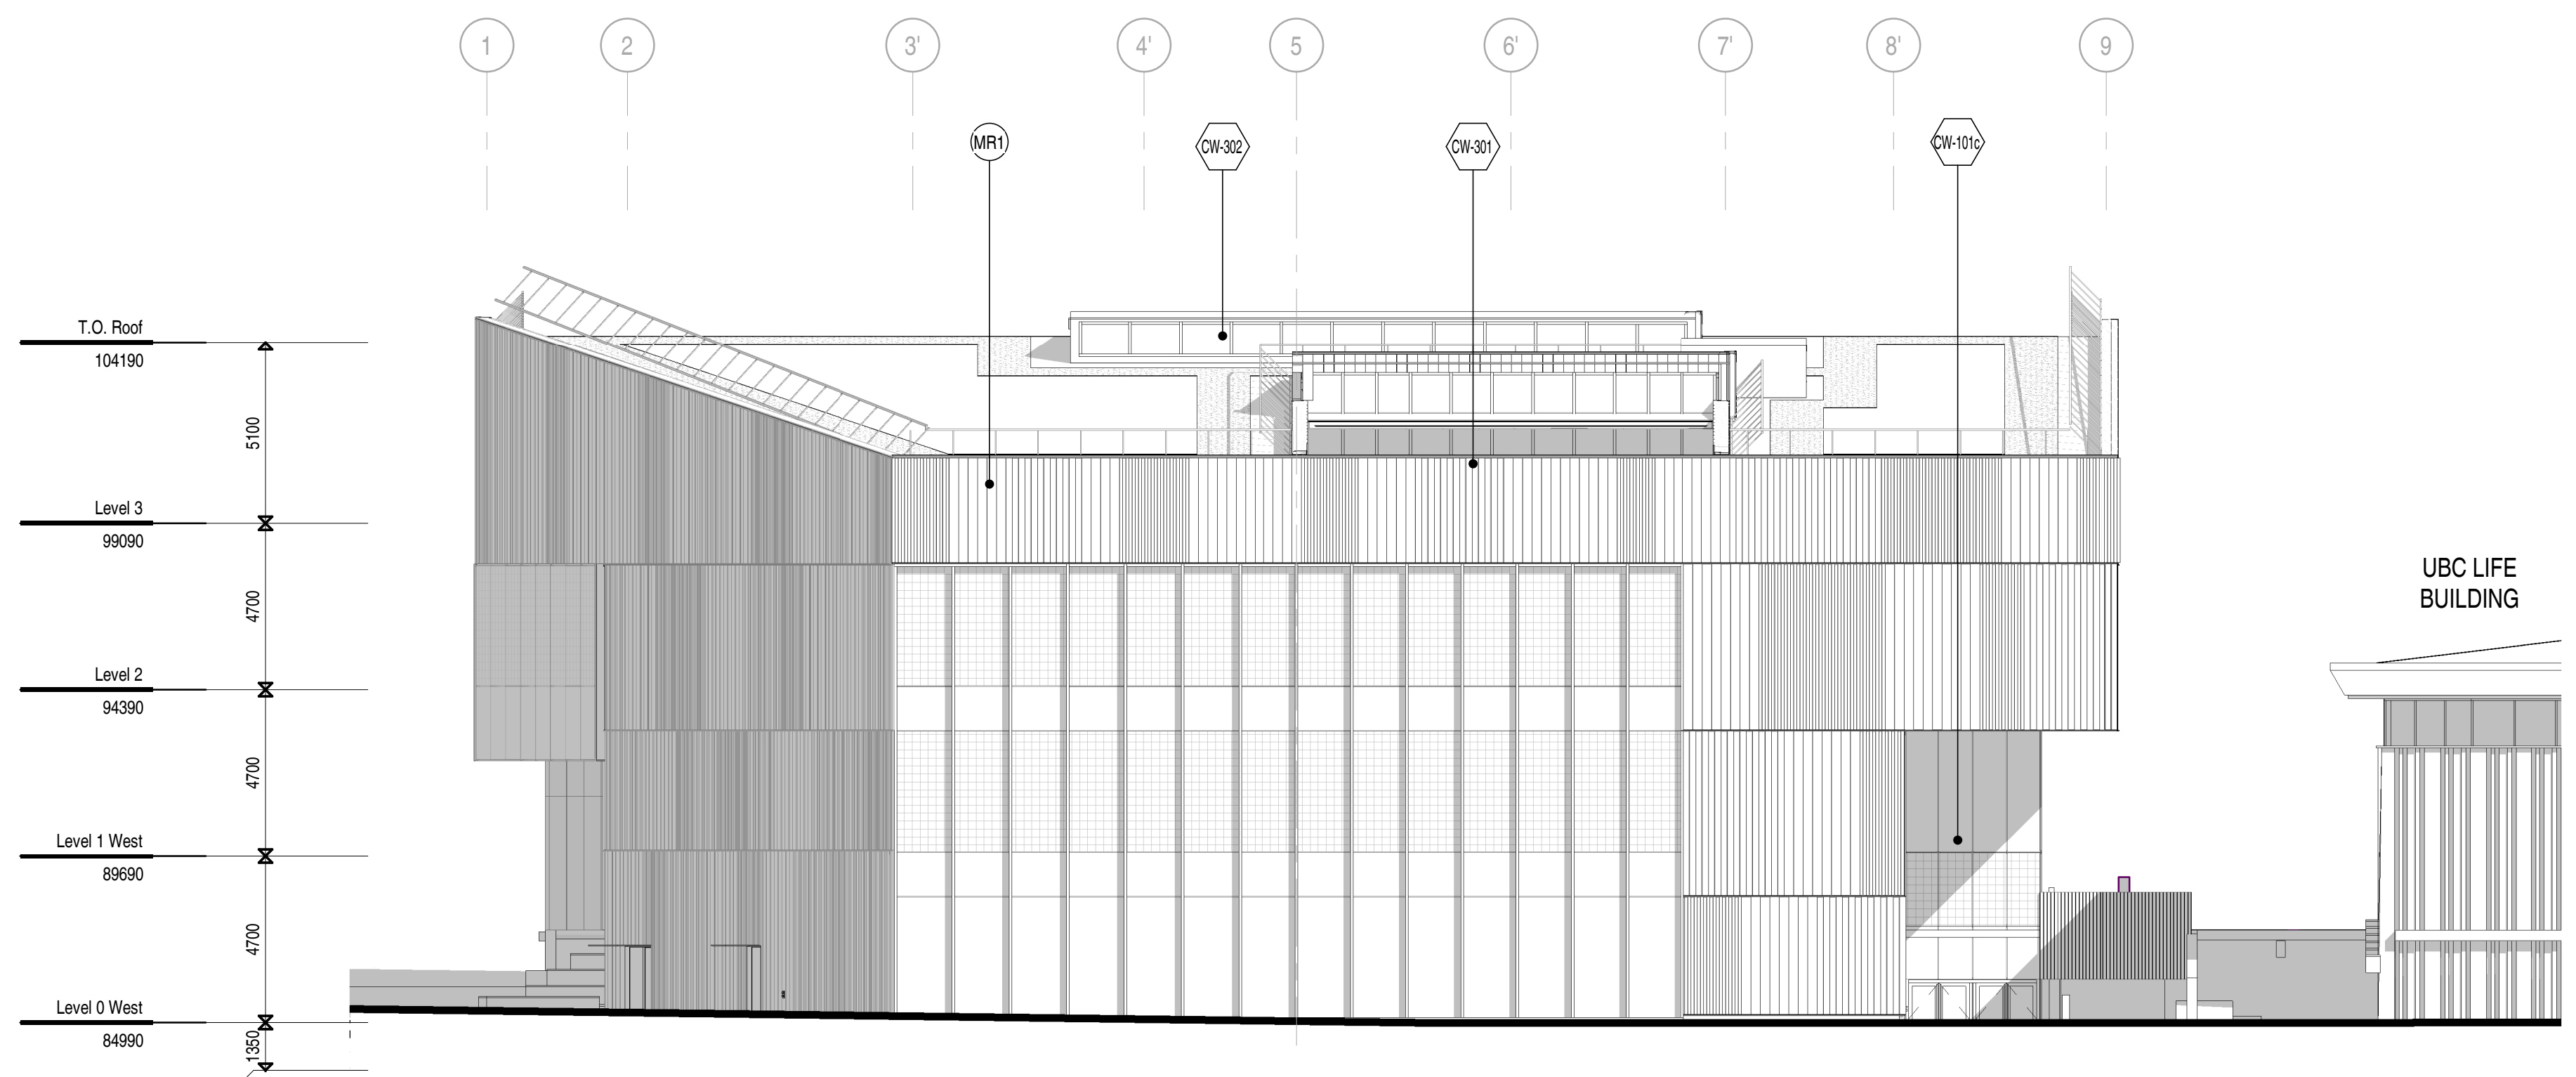 1
2
3'
4'
5
6'
7'
8'
9
MR1
CW-302
CW-301
CW-101c
T.O. Roof
104190
5100
Level 3
99090
4700
UBC LIFE
BUILDING
Level 2
94390
4700
Level 1 West
89690
4700
Level 0 West
84990
1350